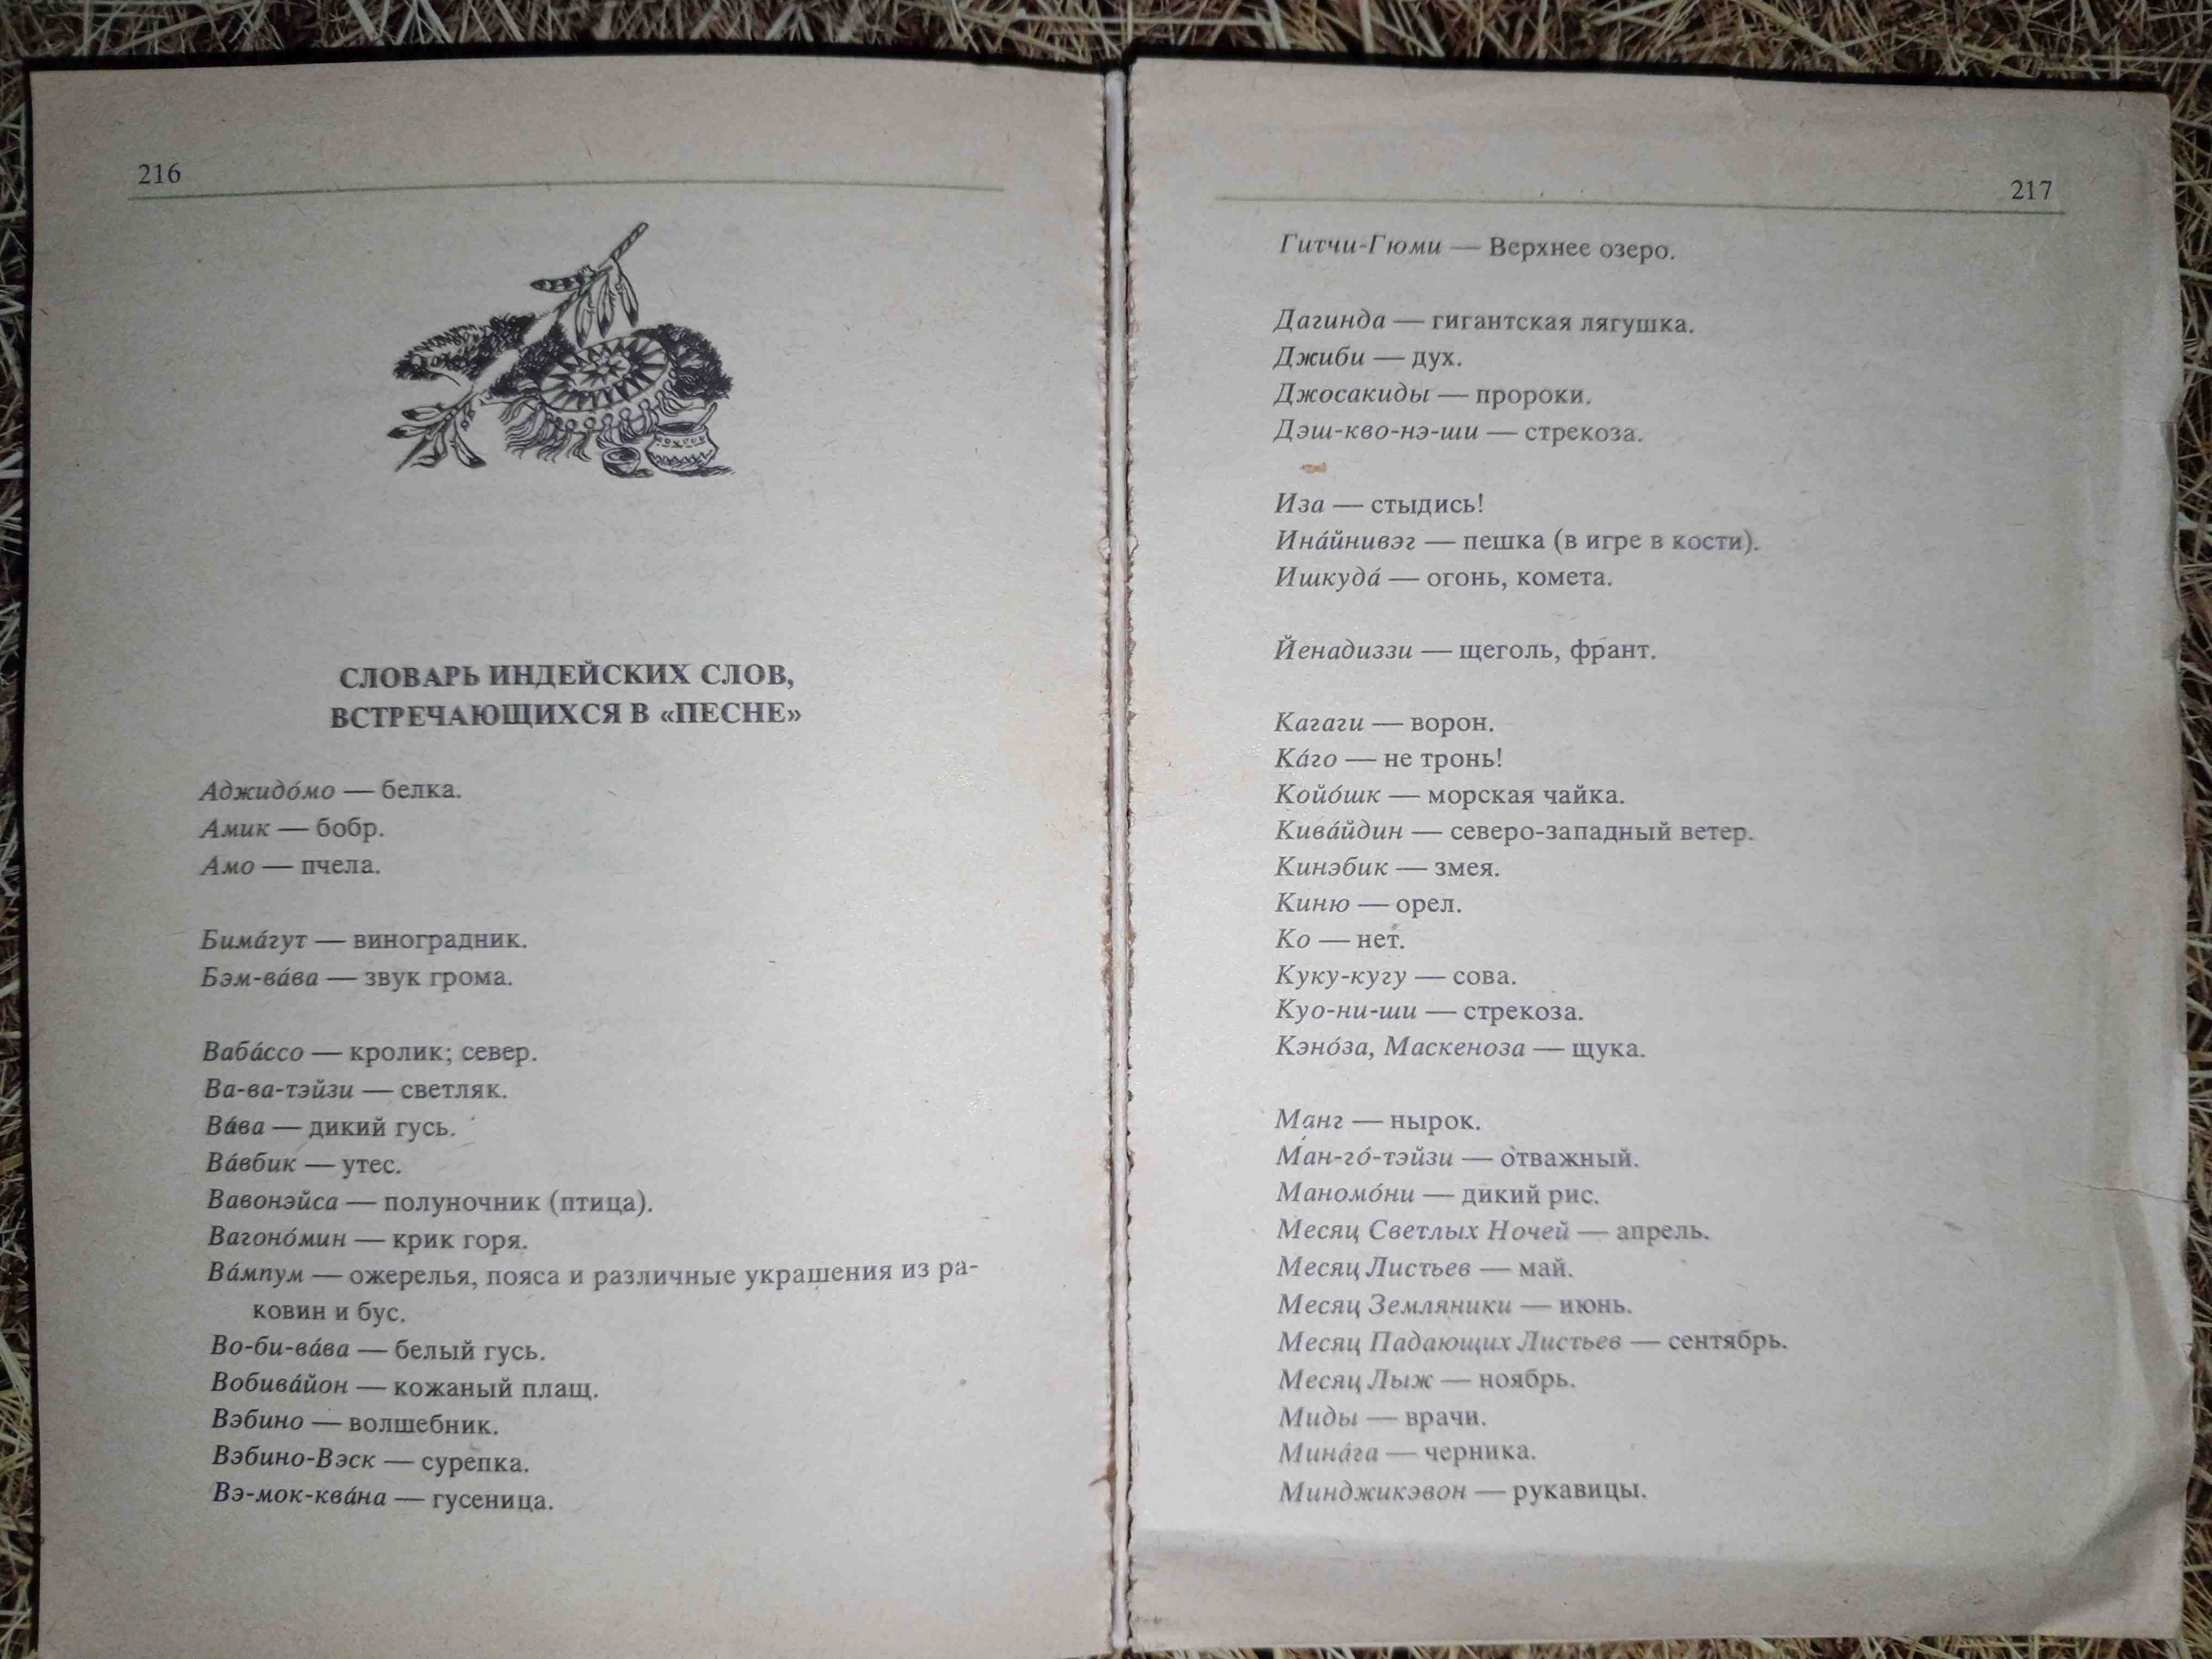 216
СЛОВАРЬ ИНДЕЙСКИХ СЛОВ,
ВСТРЕЧАЮЩИХСЯ В «ПЕСНЕ»
Аджидо́мо — белка.
Амик — бобр.
Амо — пчела.
Бима́гут — виноградник.
Бэм-ва́ва — звук грома.
Ваба́ссо — кролик; север.
Ва-ва-тэйзи — светляк.
Ва́ва — дикий гусь.
Ва́вбик — утес.
Вавонэйса — полуночник (птица).
Вагоно́мин — крик горя.
Ва́мпум — ожерелья, пояса и различные украшения из ра-
ковин и бус.
Во-би-ва́ва — белый гусь.
Вобива́йон — кожаный плащ.
Вэбино — волшебник.
Вэбино-Вэск — сурепка.
Вэ-мок-ква́на — гусеница.
217
Гитчи-Гюми — Верхнее озеро.
Дагинда — гигантская лягушка.
Джиби — дух.
Джосакиды — пророки.
Дэш-кво-нэ-ши — стрекоза.
Иза — стыдись!
Ина́йнивэг — пешка (в игре в кости).
Ишкуда́ — огонь, комета.
Йенадиззи — щеголь, франт.
Кагаги — ворон.
Ка́го — не тронь!
Койо́шк — морская чайка.
Кива́йдин — северо-западный ветер.
Кинэбик — змея.
Киню — орел.
Ко — нет.
Куку-кугу — сова.
Куо-ни-ши — стрекоза.
Кэно́за, Маскеноза — щука.
Манг — нырок.
Ма́н-го́-тэйзи — отважный.
Маномо́ни — дикий рис.
Месяц Светлых Ночей — апрель.
Месяц Листьев — май.
Месяц Земляники — июнь.
Месяц Падающих Листьев — сентябрь.
Месяц Лыж — ноябрь.
Миды — врачи.
Мина́га — черника.
Минджикэвон — рукавицы.